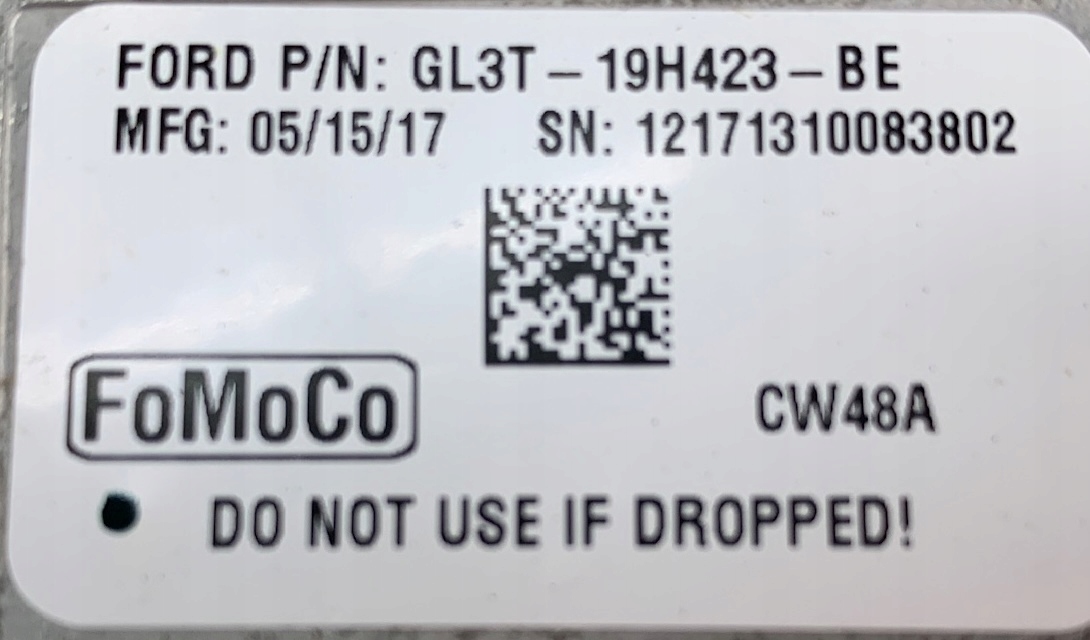 FORD P/N: GL3T – 19H423 – BE
MFG: 05/15/17 SN: 12171310083802
FoMoCo
CW48A
DO NOT USE IF DROPPED!